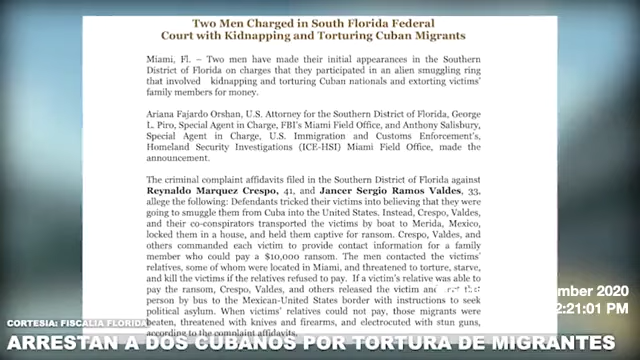 Two Men Charged in South Florida Federal
Court with Kidnapping and Torturing Cuban Migrants
Miami, Fl. – Two men have made their initial appearances in the Southern
District of Florida on charges that they participated in an alien smuggling ring
that involved kidnapping and torturing Cuban nationals and extorting victims'
family members for money.
Ariana Fajardo Orshan, U.S. Attorney for the Southern District of Florida, George
L. Piro, Special Agent in Charge, FBI's Miami Field Office, and Anthony Salisbury,
Special Agent in Charge, U.S. Immigration and Customs Enforcement's,
Homeland Security Investigations (ICE-HSI) Miami Field Office, made the
announcement.
The criminal complaint affidavits filed in the Southern District of Florida against
Reynaldo Marquez Crespo, 41, and Jancer Sergio Ramos Valdes, 33,
allege the following: Defendants tricked their victims into believing that they were
going to smuggle them from Cuba into the United States. Instead, Crespo, Valdes,
and their co-conspirators transported the victims by boat to Merida, Mexico,
locked them in a house, and held them captive for ransom. Crespo, Valdes, and
others commanded each victim to provide contact information for a family
member who could pay a $10,000 ransom. The men contacted the victims'
relatives, some of whom were located in Miami, and threatened to torture, starve,
and kill the victims if the relatives refused to pay. If a victim's relative was able to
pay the ransom, Crespo, Valdes, and others released the victim and
person by bus to the Mexican-United States border with instructions to seek
political asylum. When victims' relatives could not pay, those migrants were
beaten, threatened with knives and firearms, and electrocuted with stun guns,
according to the complaint affidavits.
mber 2020
2:21:01 PM
CORTESIA: FISCALIA FLORIDA
ARRESTAN A DOS CUBANOS POR TORTURA DE MIGRANTES